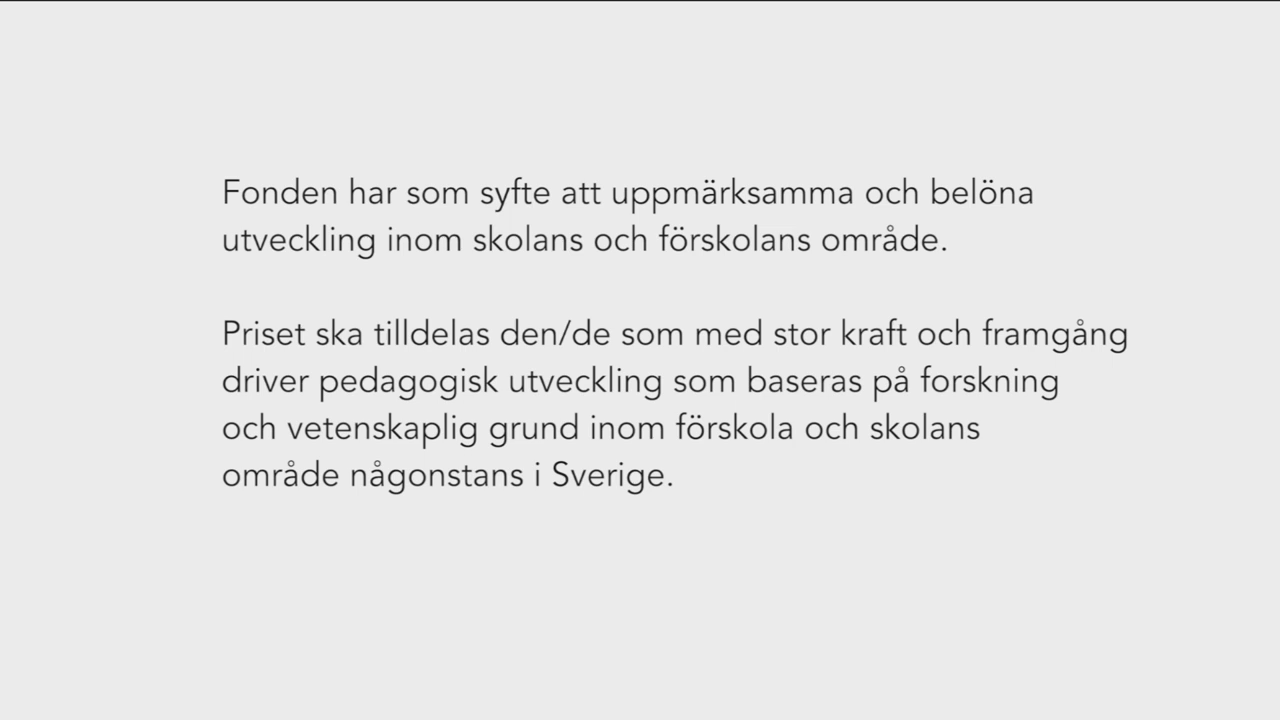 Fonden har som syfte att uppmärksamma och belöna
utveckling inom skolans och förskolans område.
Priset ska tilldelas den/de som med stor kraft och framgång
driver pedagogisk utveckling som baseras på forskning
och vetenskaplig grund inom förskola och skolans
område någonstans i Sverige.